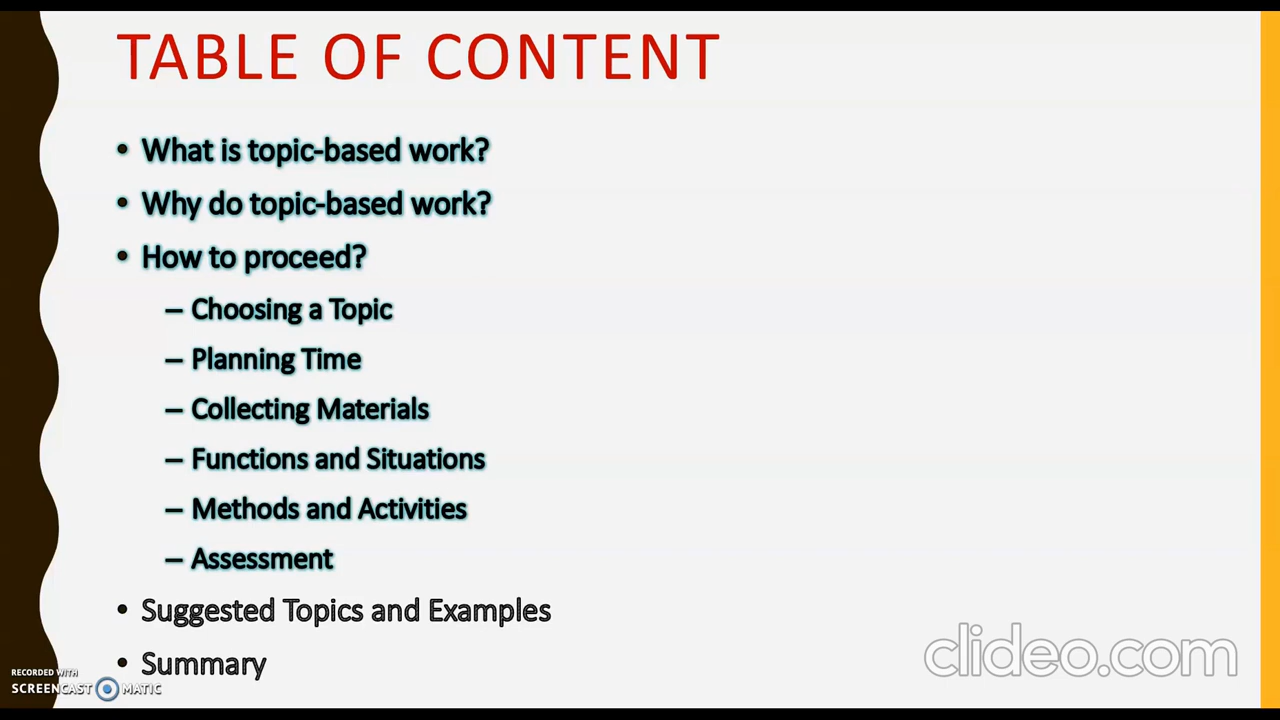 TABLE OF CONTENT
• What is topic-based work?
• Why do topic-based work?
• How to proceed?
– Choosing a Topic
– Planning Time
– Collecting Materials
– Functions and Situations
– Methods and Activities
– Assessment
• Suggested Topics and Examples
• Summary
RECORDED WITH
SCREENCAST MATIC
clideo.com